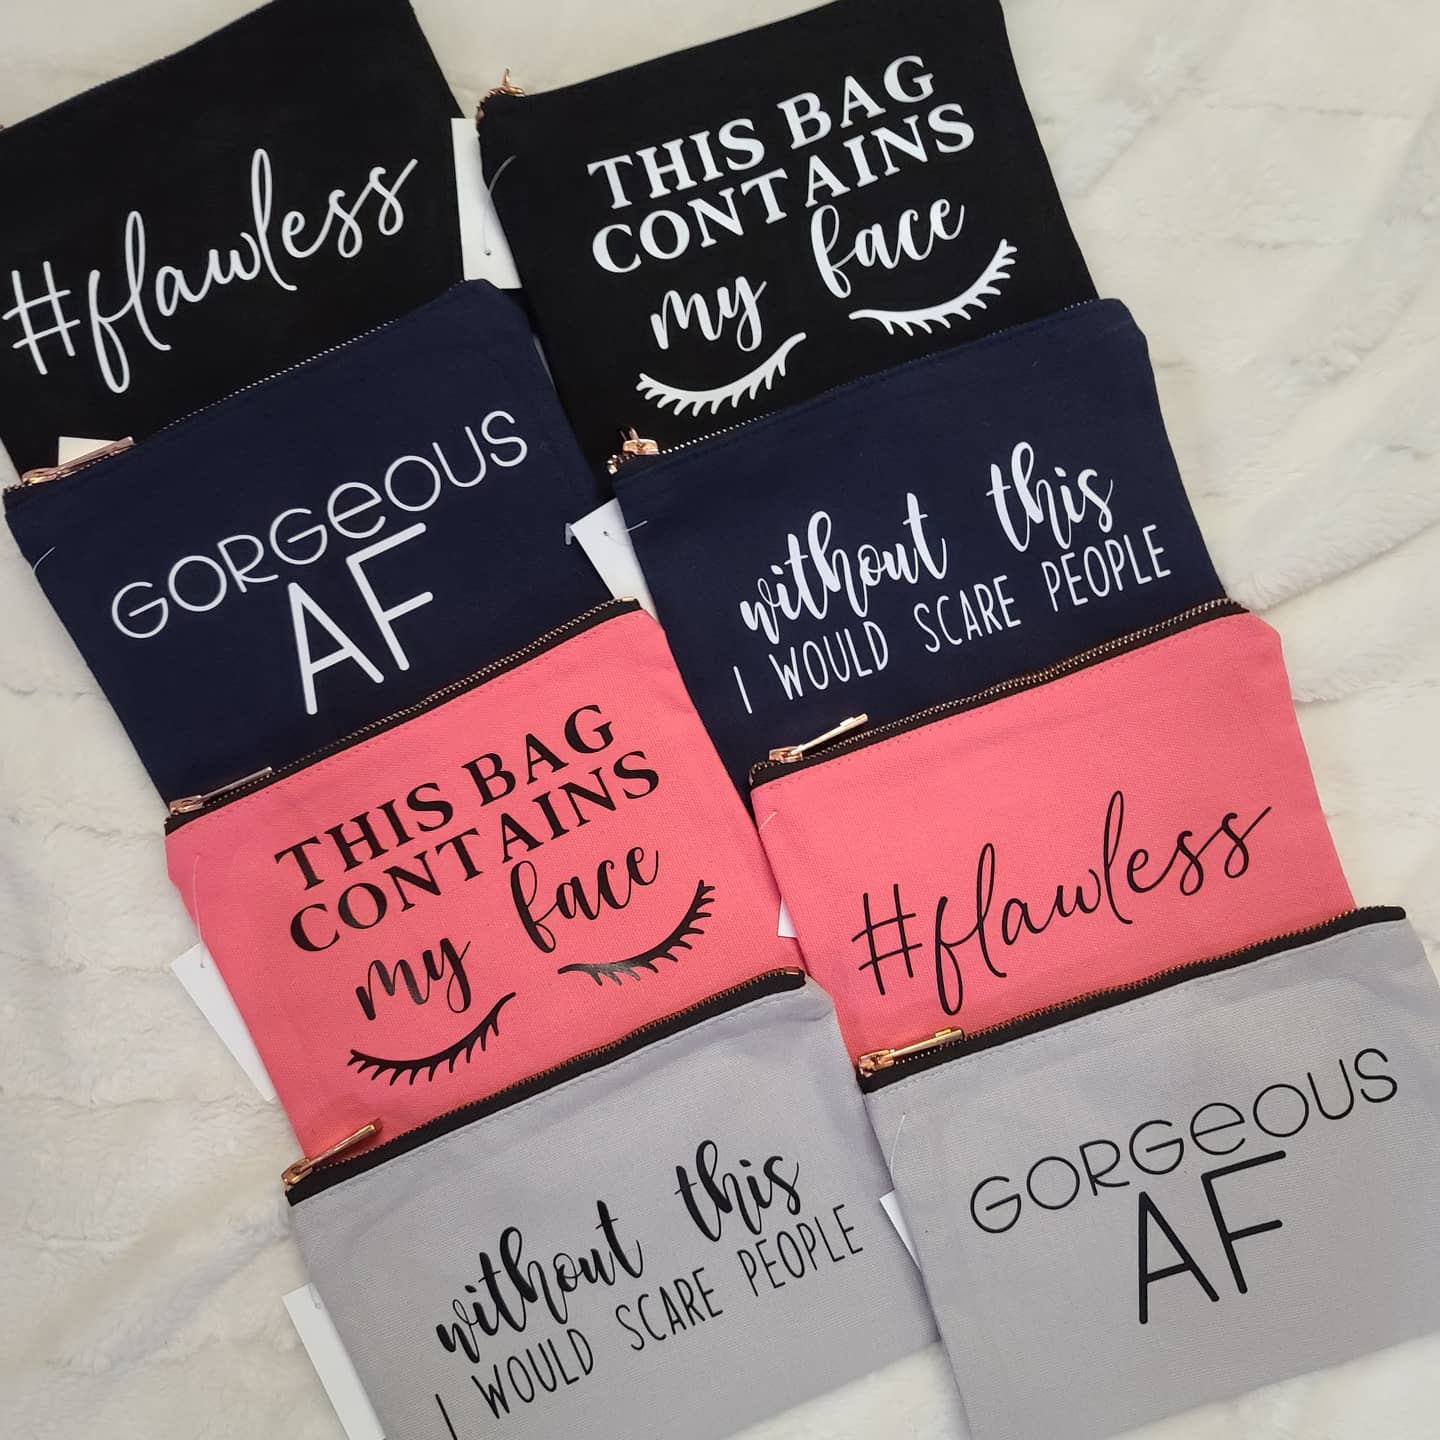 #flawless
THIS BAG
CONTAINS
my face
GORGeOUS
AF
without this
I WOULD SCARE PEOPLE
THIS BAG
CONTAINS
my face
#flawless
without this
I WOULD SCARE PEOPLE
GORGeOUS
AF